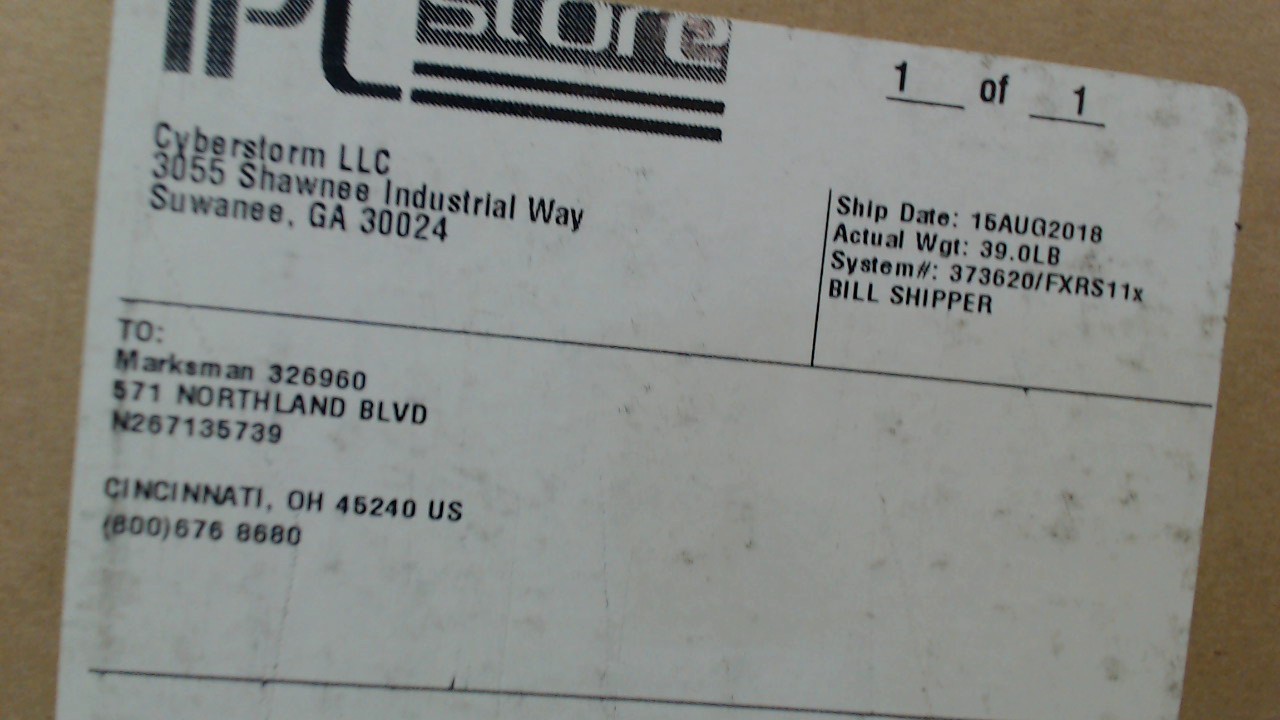 store
1 of 1
Cyberstorm LLC
3055 Shawnee Industrial Way
Suwanee, GA 30024
Ship Date: 15AUG2018
Actual Wgt: 39.0LB
System#: 373620/FXRS11x
BILL SHIPPER
TO:
Marksman 326960
571 NORTHLAND BLVD
N267135739
CINCINNATI, OH 45240 US
(800)676 8680